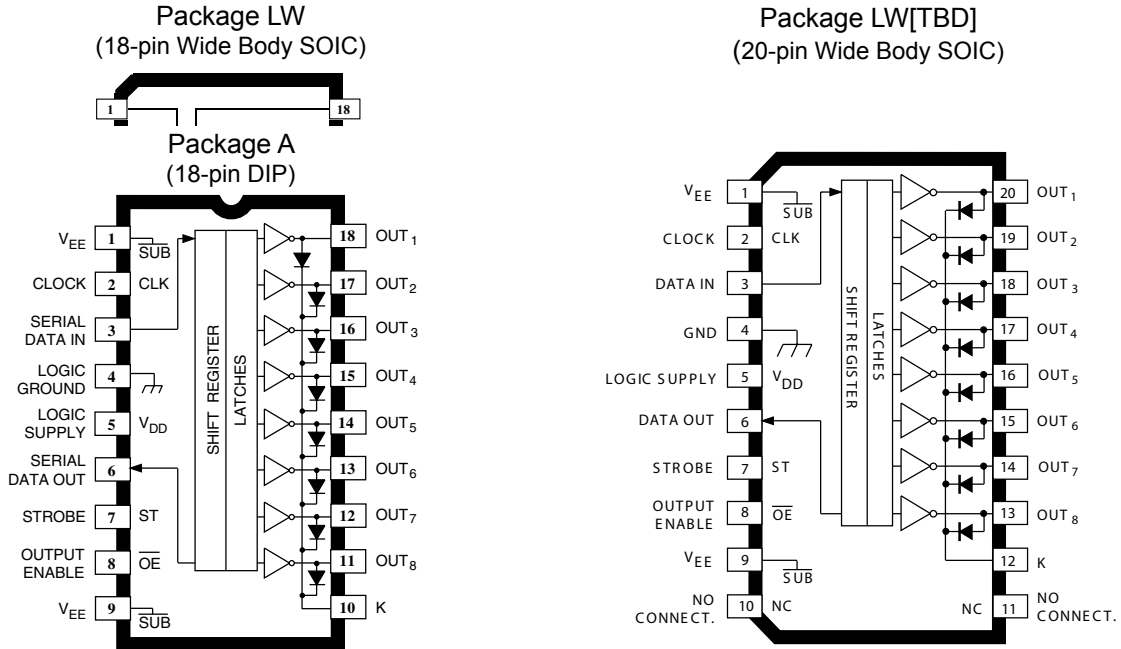 Package LW
(18-pin Wide Body SOIC)
1 18
Package A
(18-pin DIP)
V_EE 1 SUB 18 OUT_1
CLOCK 2 CLK 17 OUT_2
SERIAL
DATA IN 3 16 OUT_3
LOGIC
GROUND 4 15 OUT_4
LOGIC
SUPPLY 5 V_DD 14 OUT_5
SERIAL
DATA OUT 6 13 OUT_6
STROBE 7 ST 12 OUT_7
OUTPUT
ENABLE 8 OE 11 OUT_8
V_EE 9 SUB 10 K
SHIFT REGISTER
LATCHES
Package LW[TBD]
(20-pin Wide Body SOIC)
V_EE 1 SUB 20 OUT_1
CLOCK 2 CLK 19 OUT_2
DATA IN 3 18 OUT_3
GND 4 17 OUT_4
LOGIC SUPPLY 5 V_DD 16 OUT_5
DATA OUT 6 15 OUT_6
STROBE 7 ST 14 OUT_7
OUTPUT
ENABLE 8 OE 13 OUT_8
V_EE 9 SUB 12 K
NO
CONNECT. 10 NC NC 11 NO
CONNECT.
SHIFT REGISTER
LATCHES